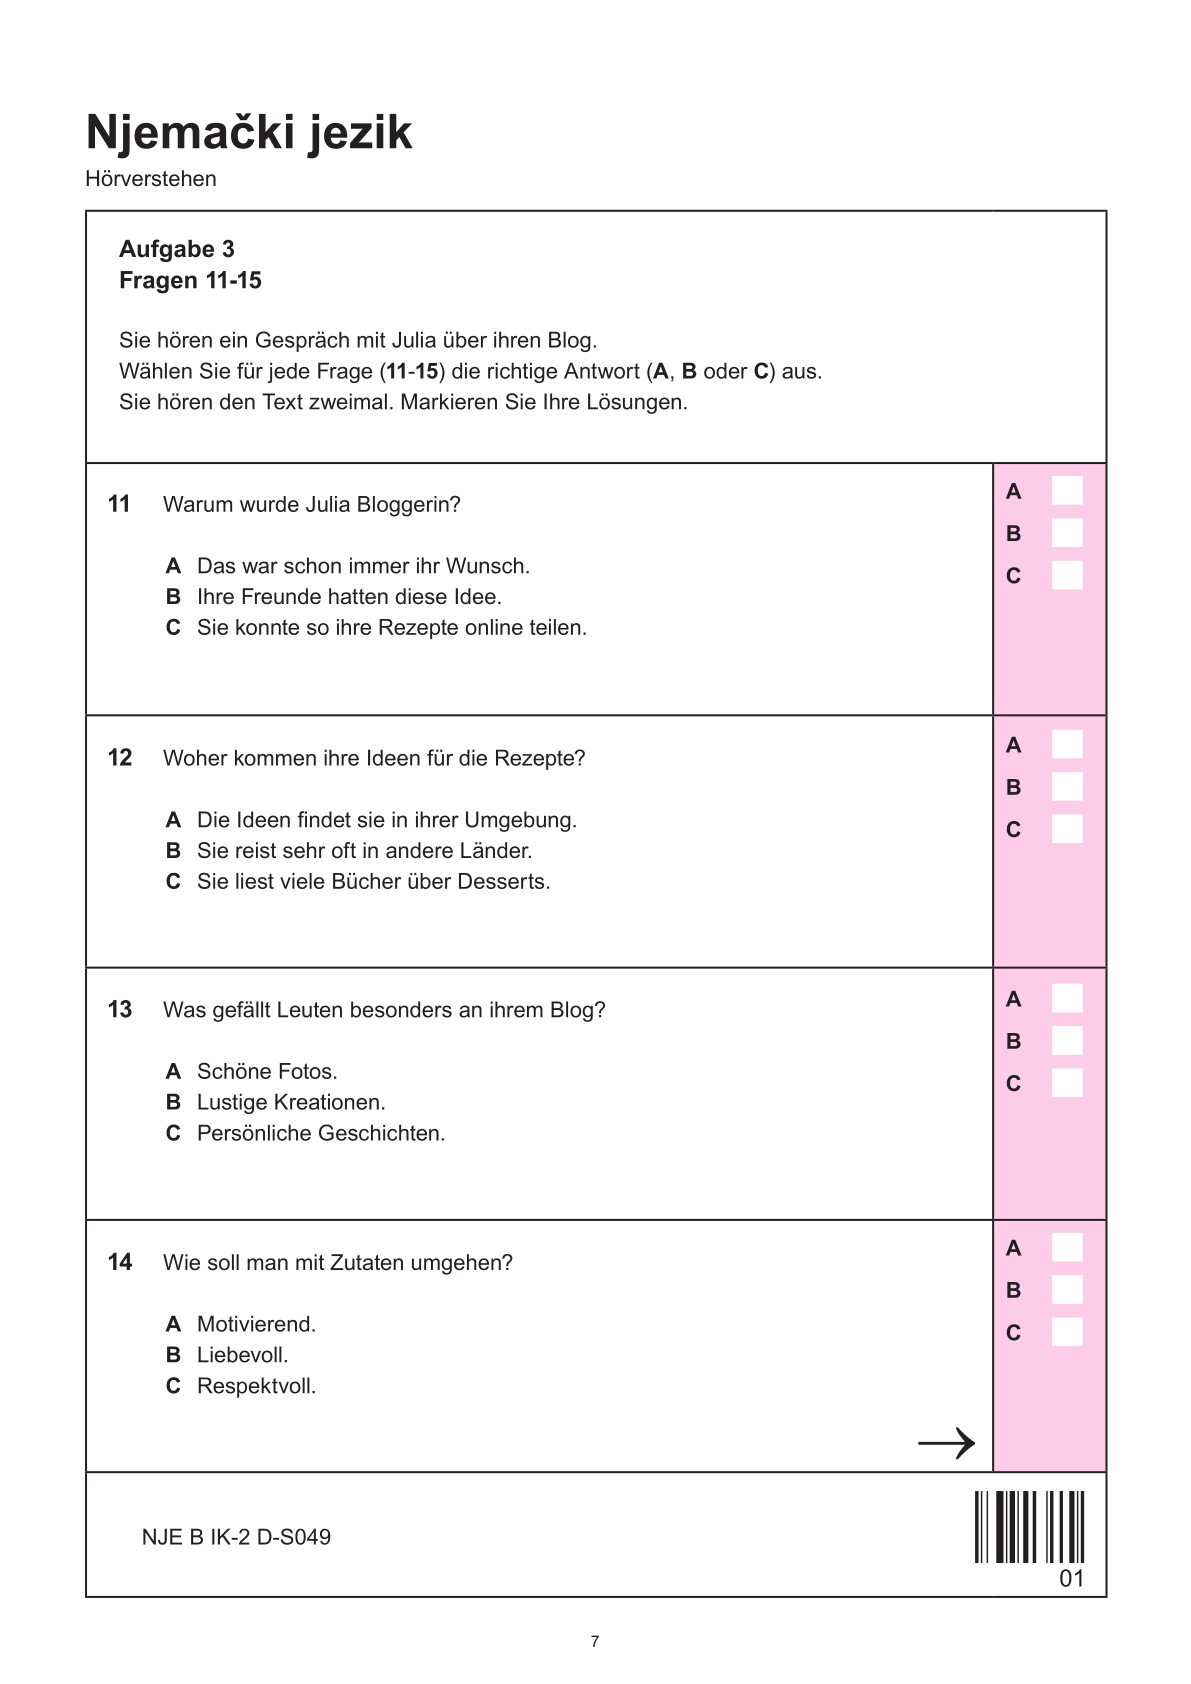 Njemački jezik
Hörverstehen
Aufgabe 3
Fragen 11-15
Sie hören ein Gespräch mit Julia über ihren Blog.
Wählen Sie für jede Frage (11-15) die richtige Antwort (A, B oder C) aus.
Sie hören den Text zweimal. Markieren Sie Ihre Lösungen.
11 Warum wurde Julia Bloggerin?
A Das war schon immer ihr Wunsch.
B Ihre Freunde hatten diese Idee.
C Sie konnte so ihre Rezepte online teilen.
A
B
C
12 Woher kommen ihre Ideen für die Rezepte?
A Die Ideen findet sie in ihrer Umgebung.
B Sie reist sehr oft in andere Länder.
C Sie liest viele Bücher über Desserts.
A
B
C
13 Was gefällt Leuten besonders an ihrem Blog?
A Schöne Fotos.
B Lustige Kreationen.
C Persönliche Geschichten.
A
B
C
14 Wie soll man mit Zutaten umgehen?
A Motivierend.
B Liebevoll.
C Respektvoll.
A
B
C
NJE B IK-2 D-S049
01
7